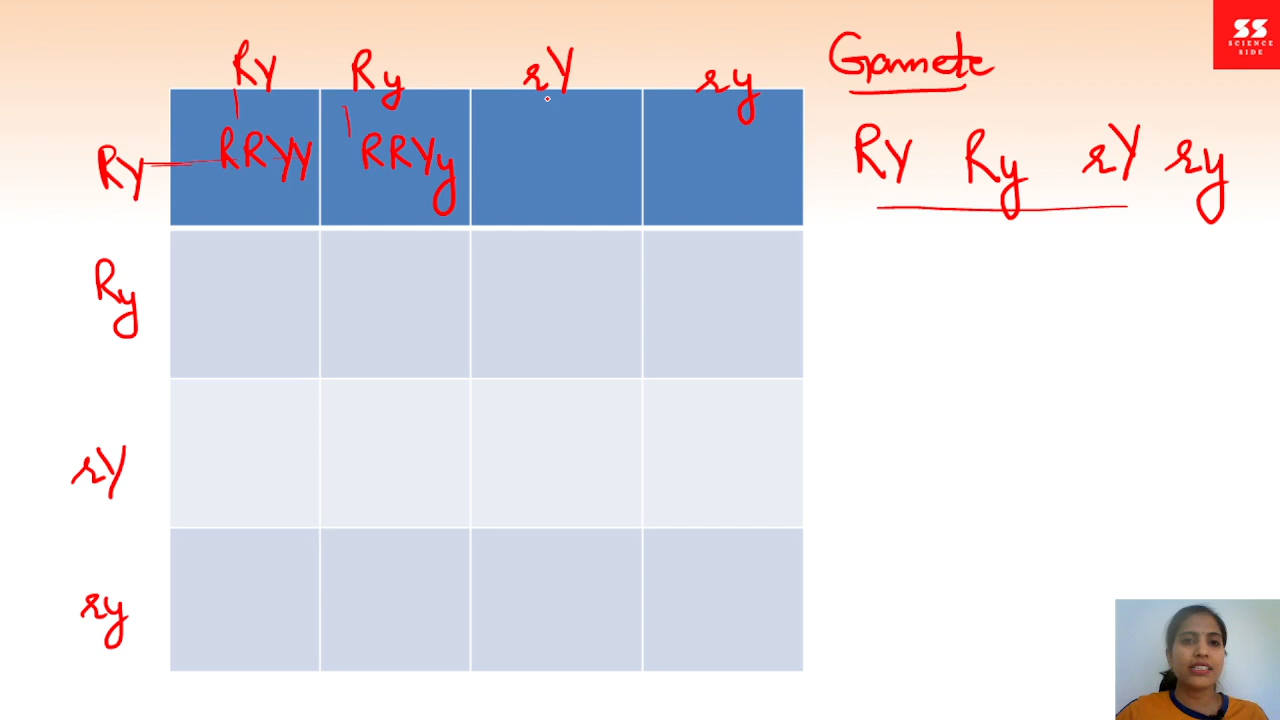 SS
SCIENCE
SIDE
Gamete
RY Ry rY ry
RY Ry rY ry
RY RRYY RRYy
Ry
rY
ry